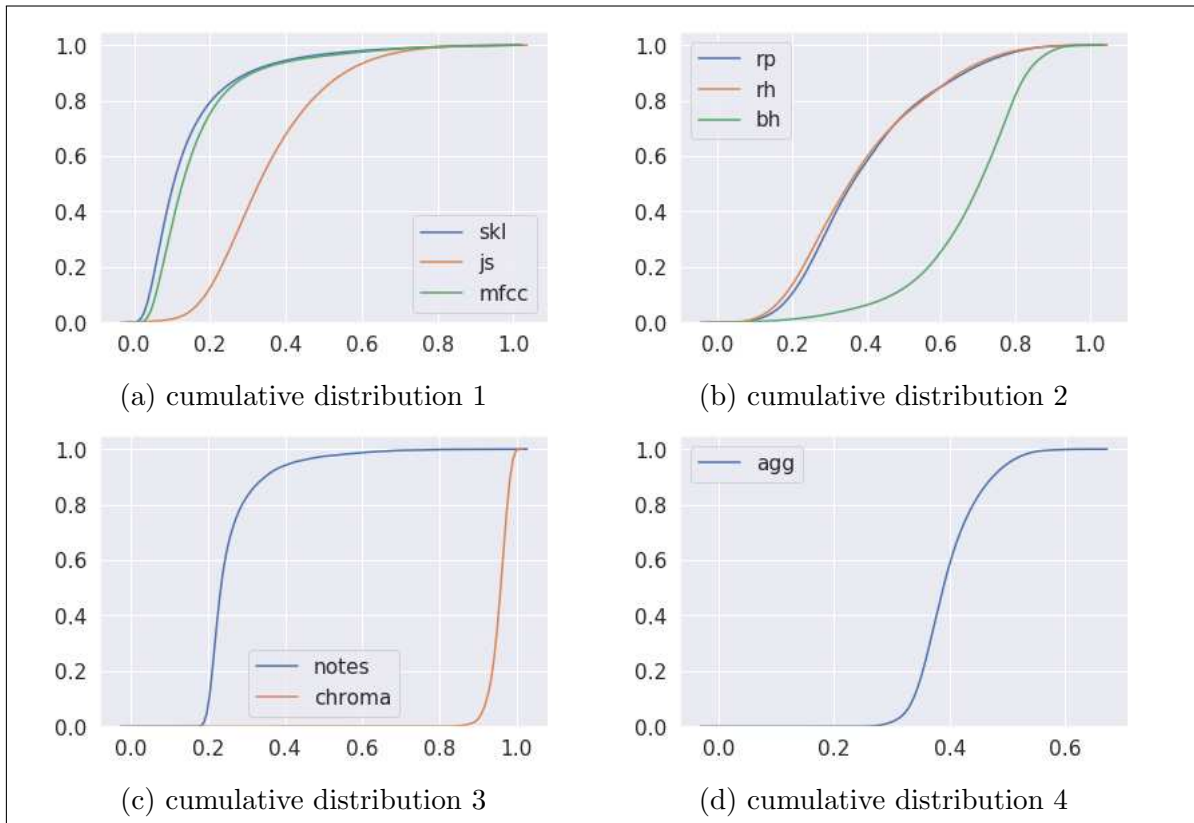 1.0
0.8
0.6
0.4
0.2
0.0
skl
js
mfcc
0.0 0.2 0.4 0.6 0.8 1.0
(a) cumulative distribution 1
1.0
0.8
0.6
0.4
0.2
0.0
rp
rh
bh
0.0 0.2 0.4 0.6 0.8 1.0
(b) cumulative distribution 2
1.0
0.8
0.6
0.4
0.2
0.0
notes
chroma
0.0 0.2 0.4 0.6 0.8 1.0
(c) cumulative distribution 3
1.0
0.8
0.6
0.4
0.2
0.0
agg
0.0 0.2 0.4 0.6
(d) cumulative distribution 4